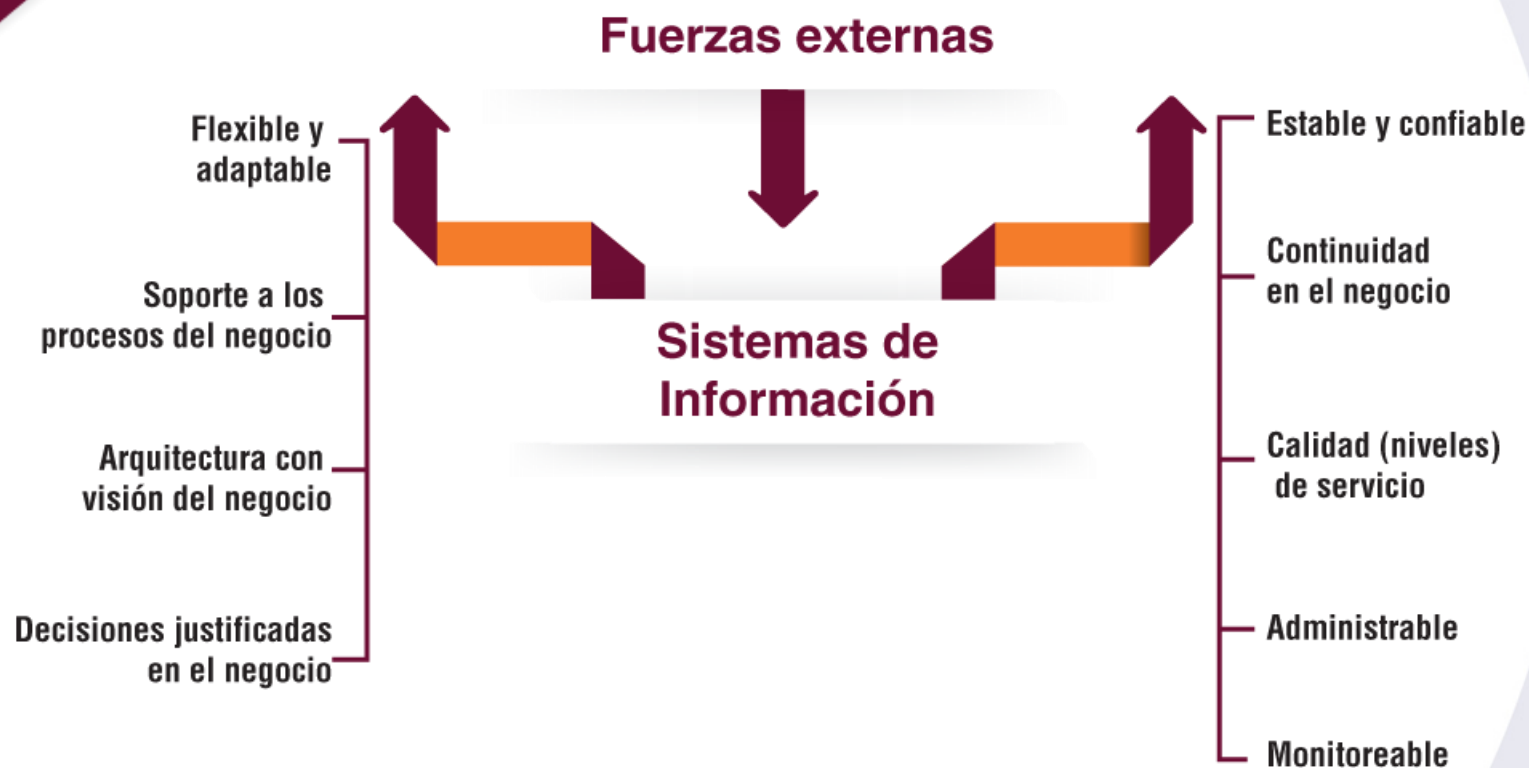 Fuerzas externas
Flexible y
adaptable
Soporte a los
procesos del negocio
Arquitectura con
visión del negocio
Decisiones justificadas
en el negocio
Sistemas de
Información
Estable y confiable
Continuidad
en el negocio
Calidad (niveles)
de servicio
Administrable
Monitoreable